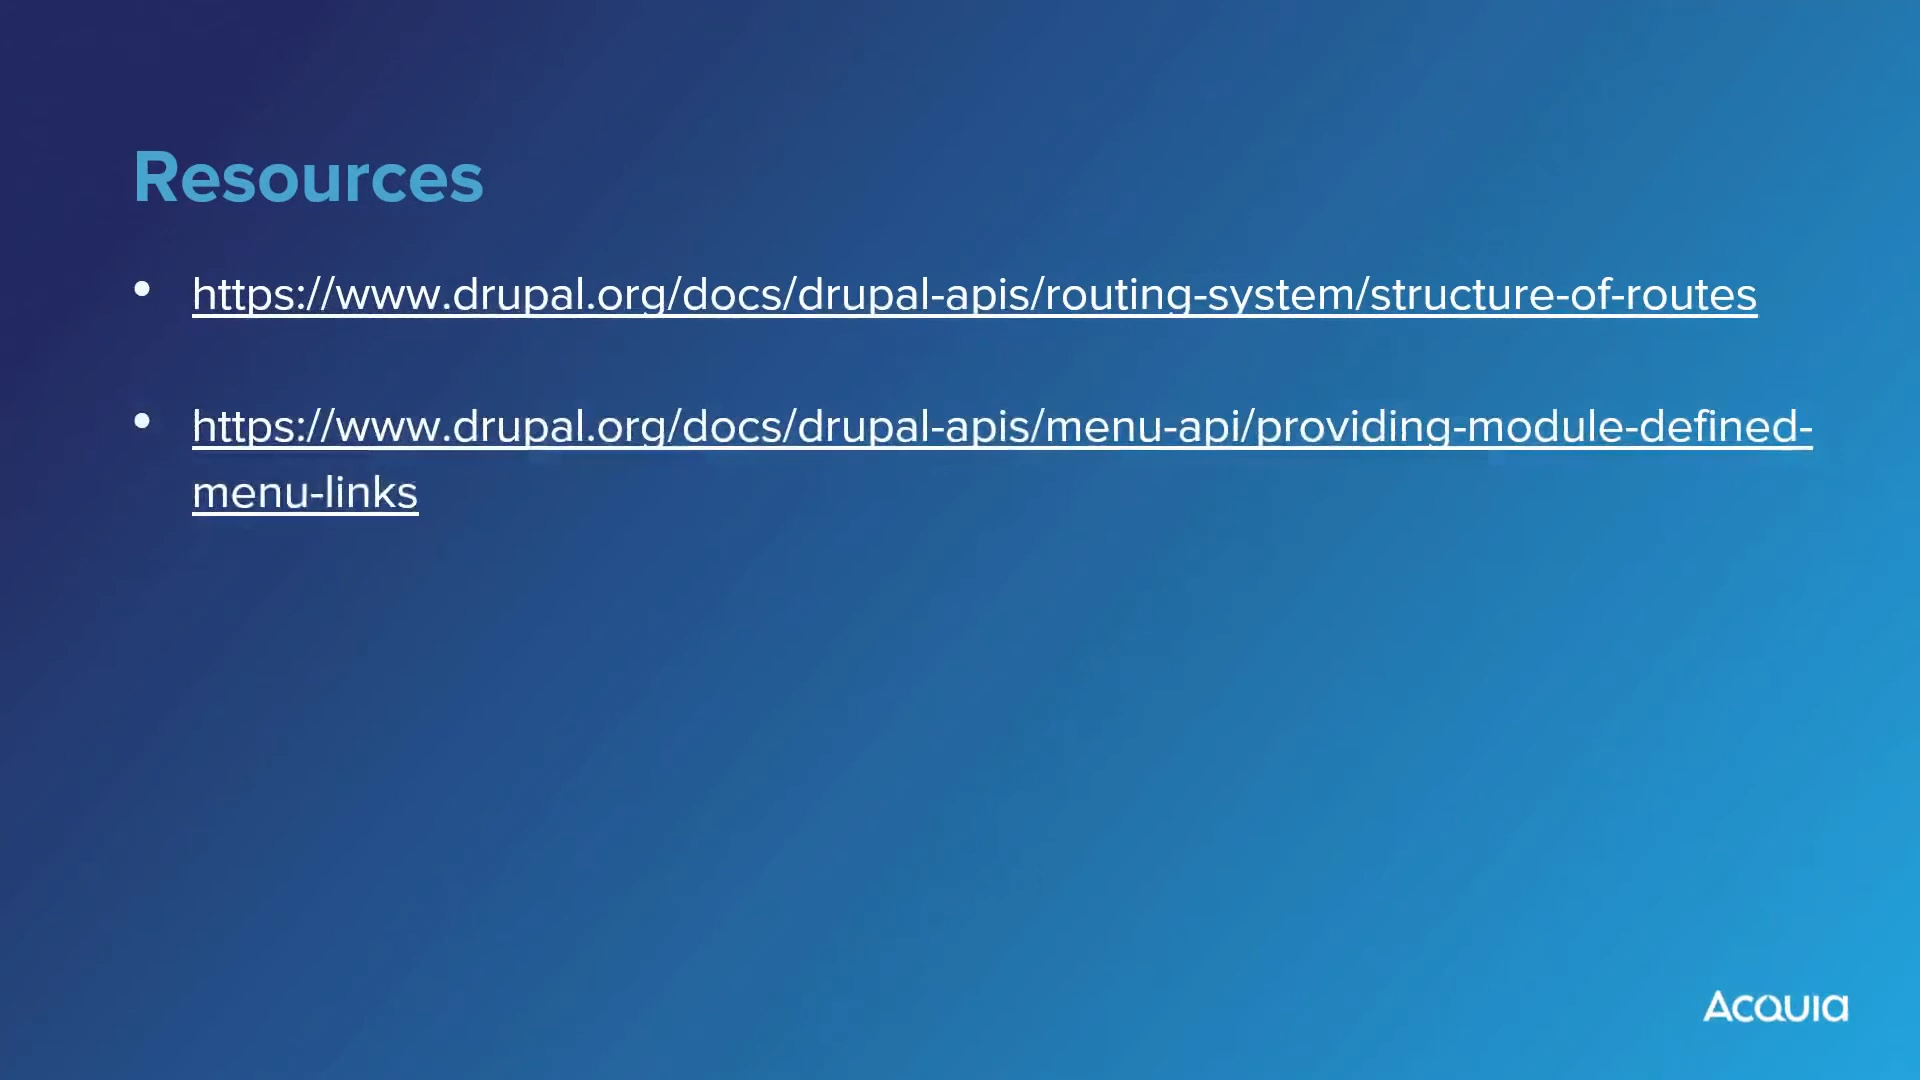 Resources
• https://www.drupal.org/docs/drupal-apis/routing-system/structure-of-routes
• https://www.drupal.org/docs/drupal-apis/menu-api/providing-module-defined-
menu-links
Acquia